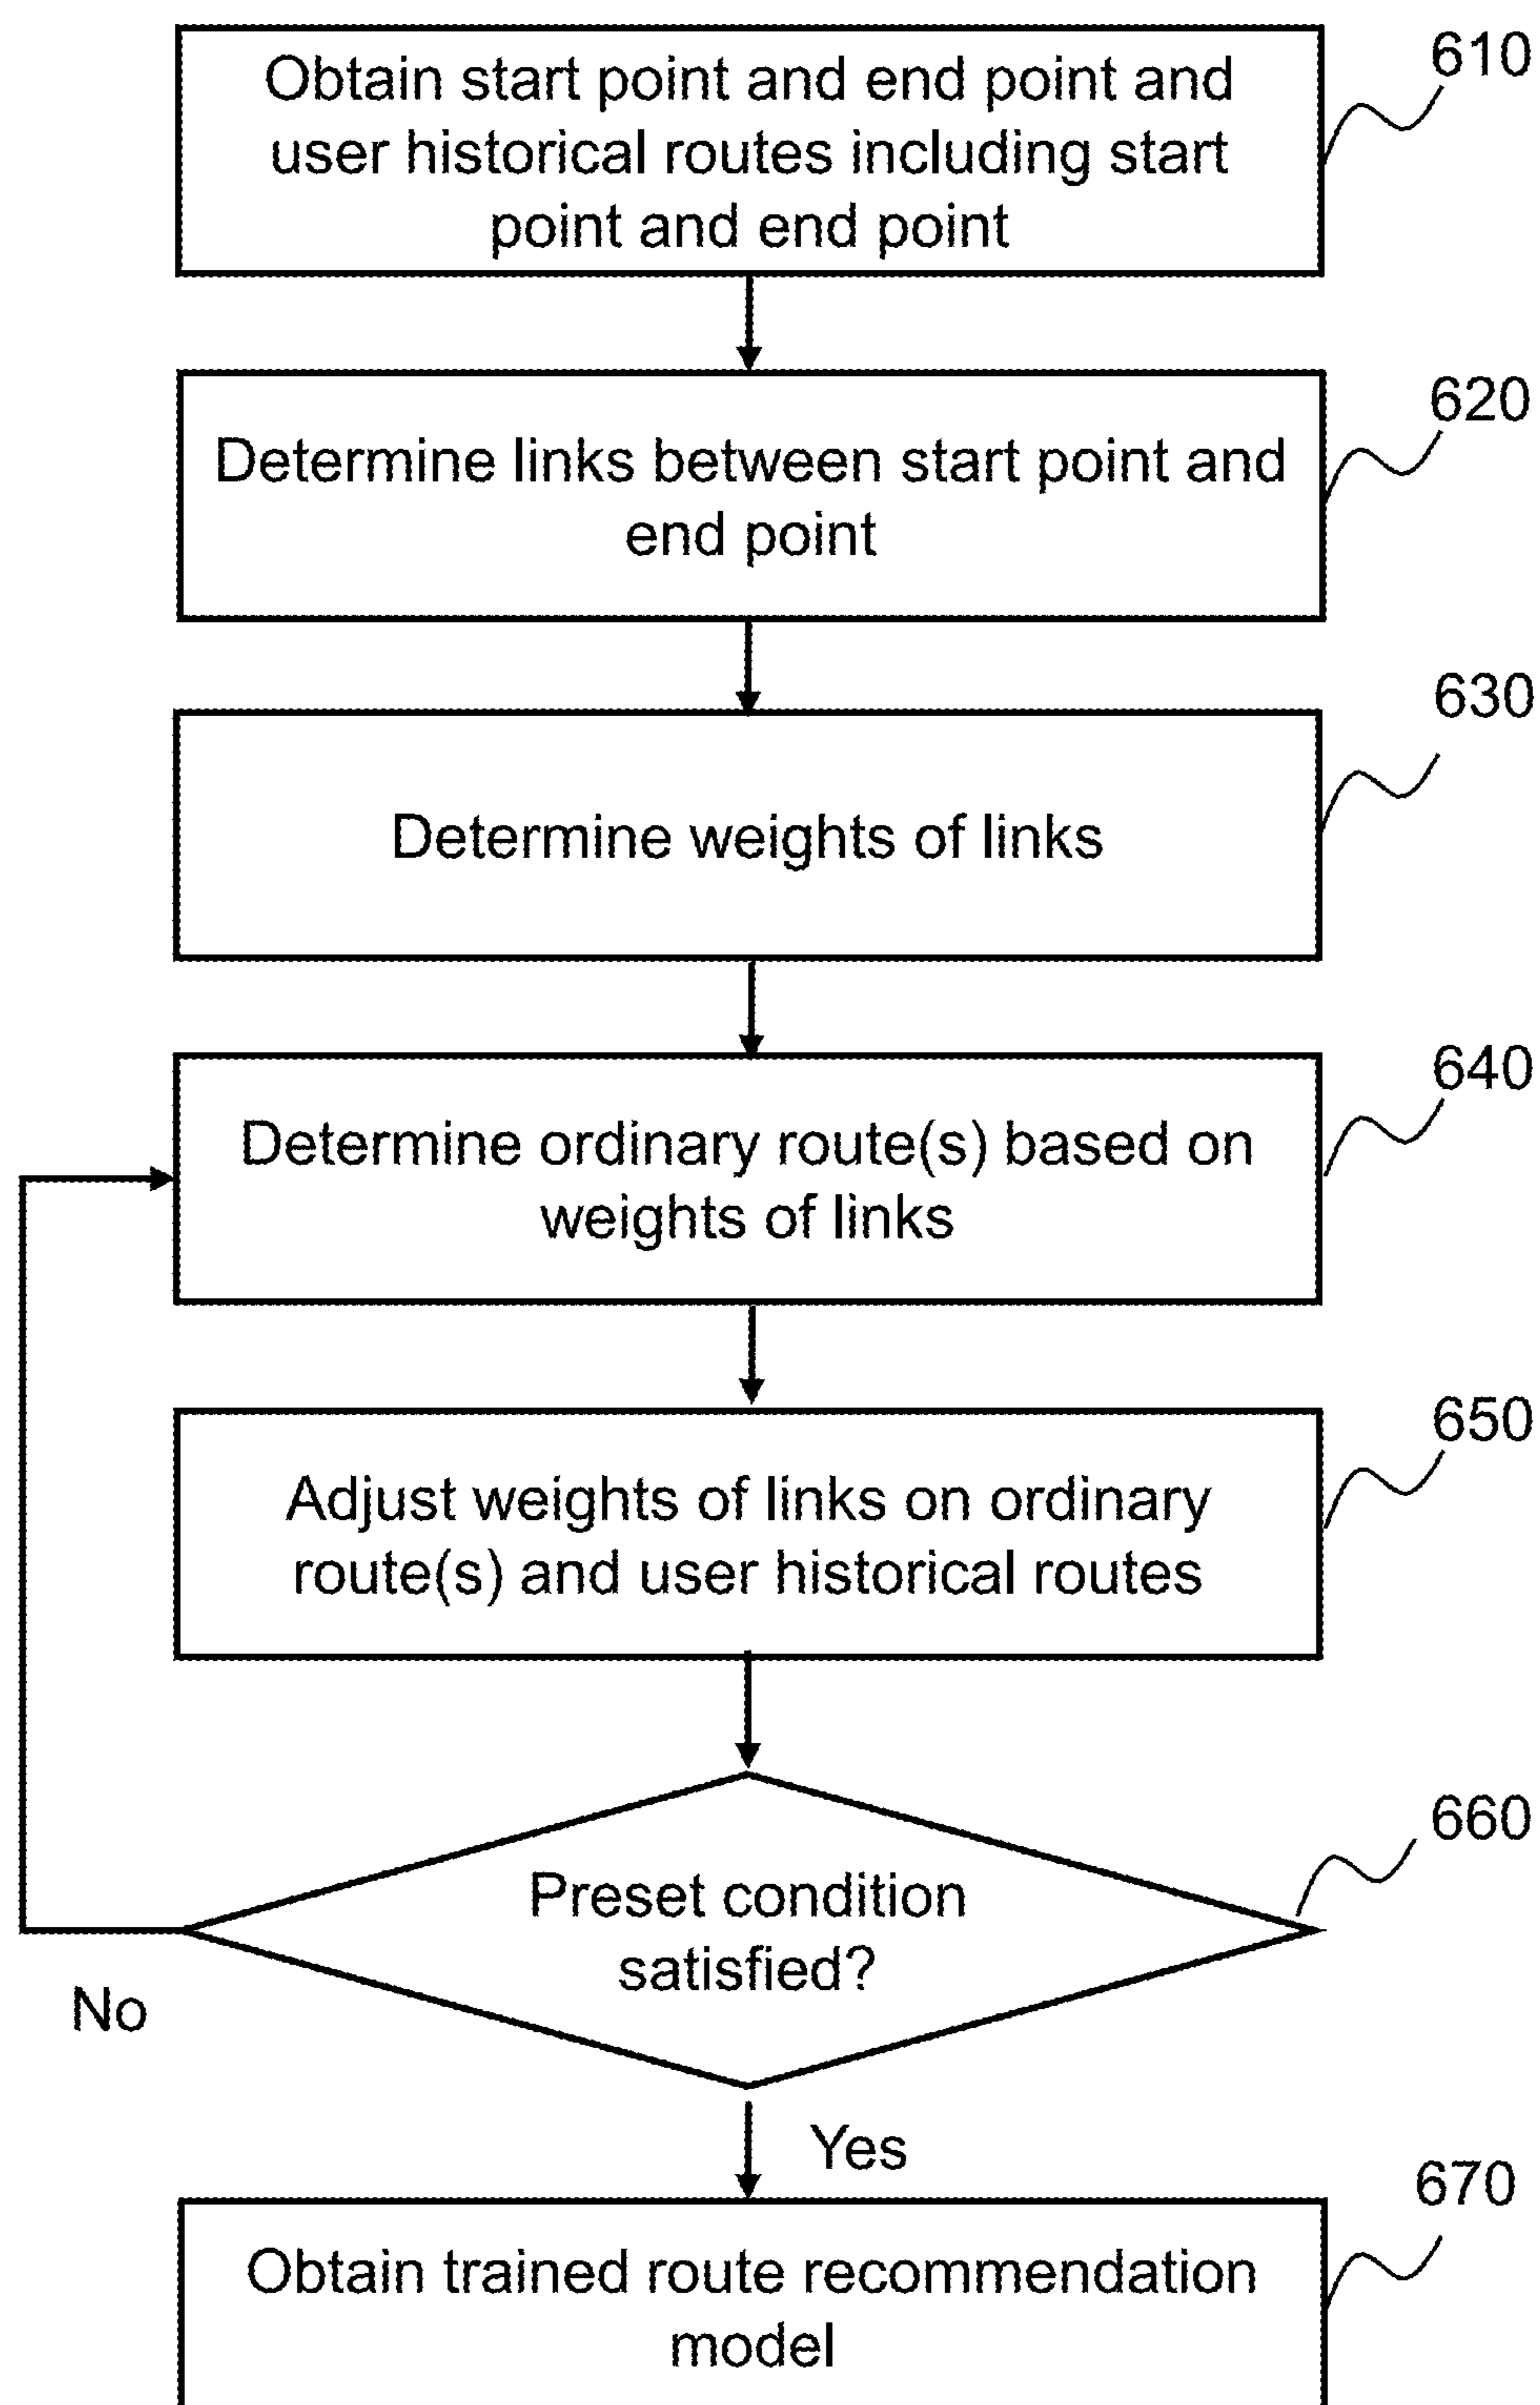 610
Obtain start point and end point and
user historical routes including start
point and end point
620
Determine links between start point and
end point
630
Determine weights of links
640
Determine ordinary route(s) based on
weights of links
650
Adjust weights of links on ordinary
route(s) and user historical routes
660
Preset condition
satisfied?
No
Yes
670
Obtain trained route recommendation
model